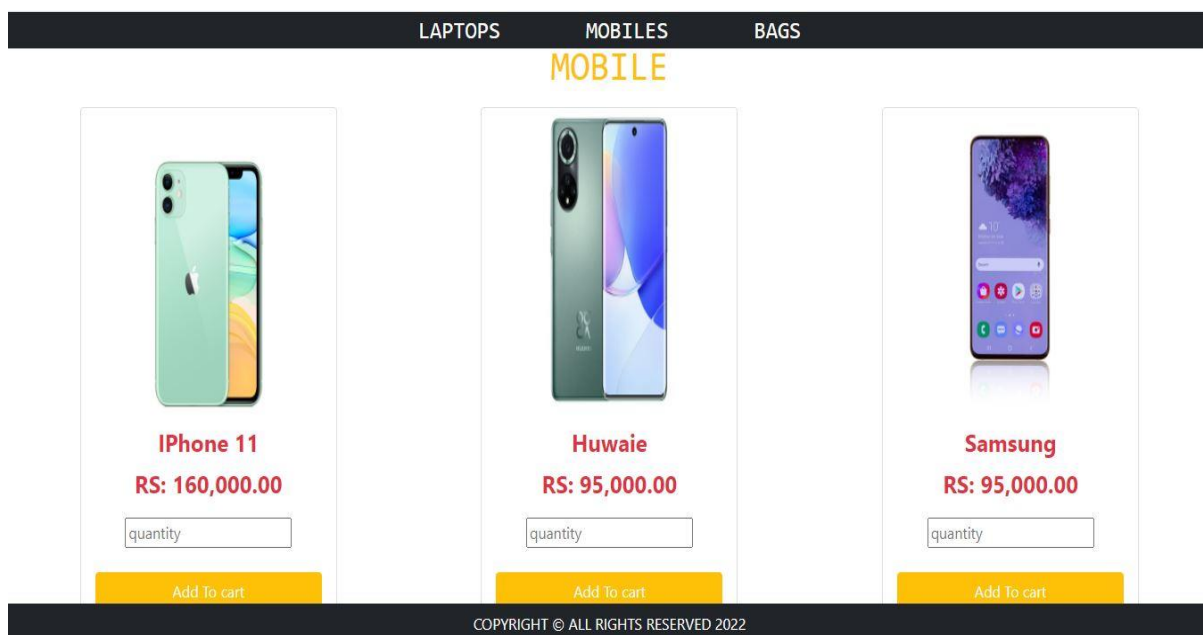 LAPTOPS MOBILES BAGS
MOBILE
IPhone 11
RS: 160,000.00
quantity
Add To cart
Huwaie
RS: 95,000.00
quantity
Add To cart
Samsung
RS: 95,000.00
quantity
Add To cart
COPYRIGHT © ALL RIGHTS RESERVED 2022